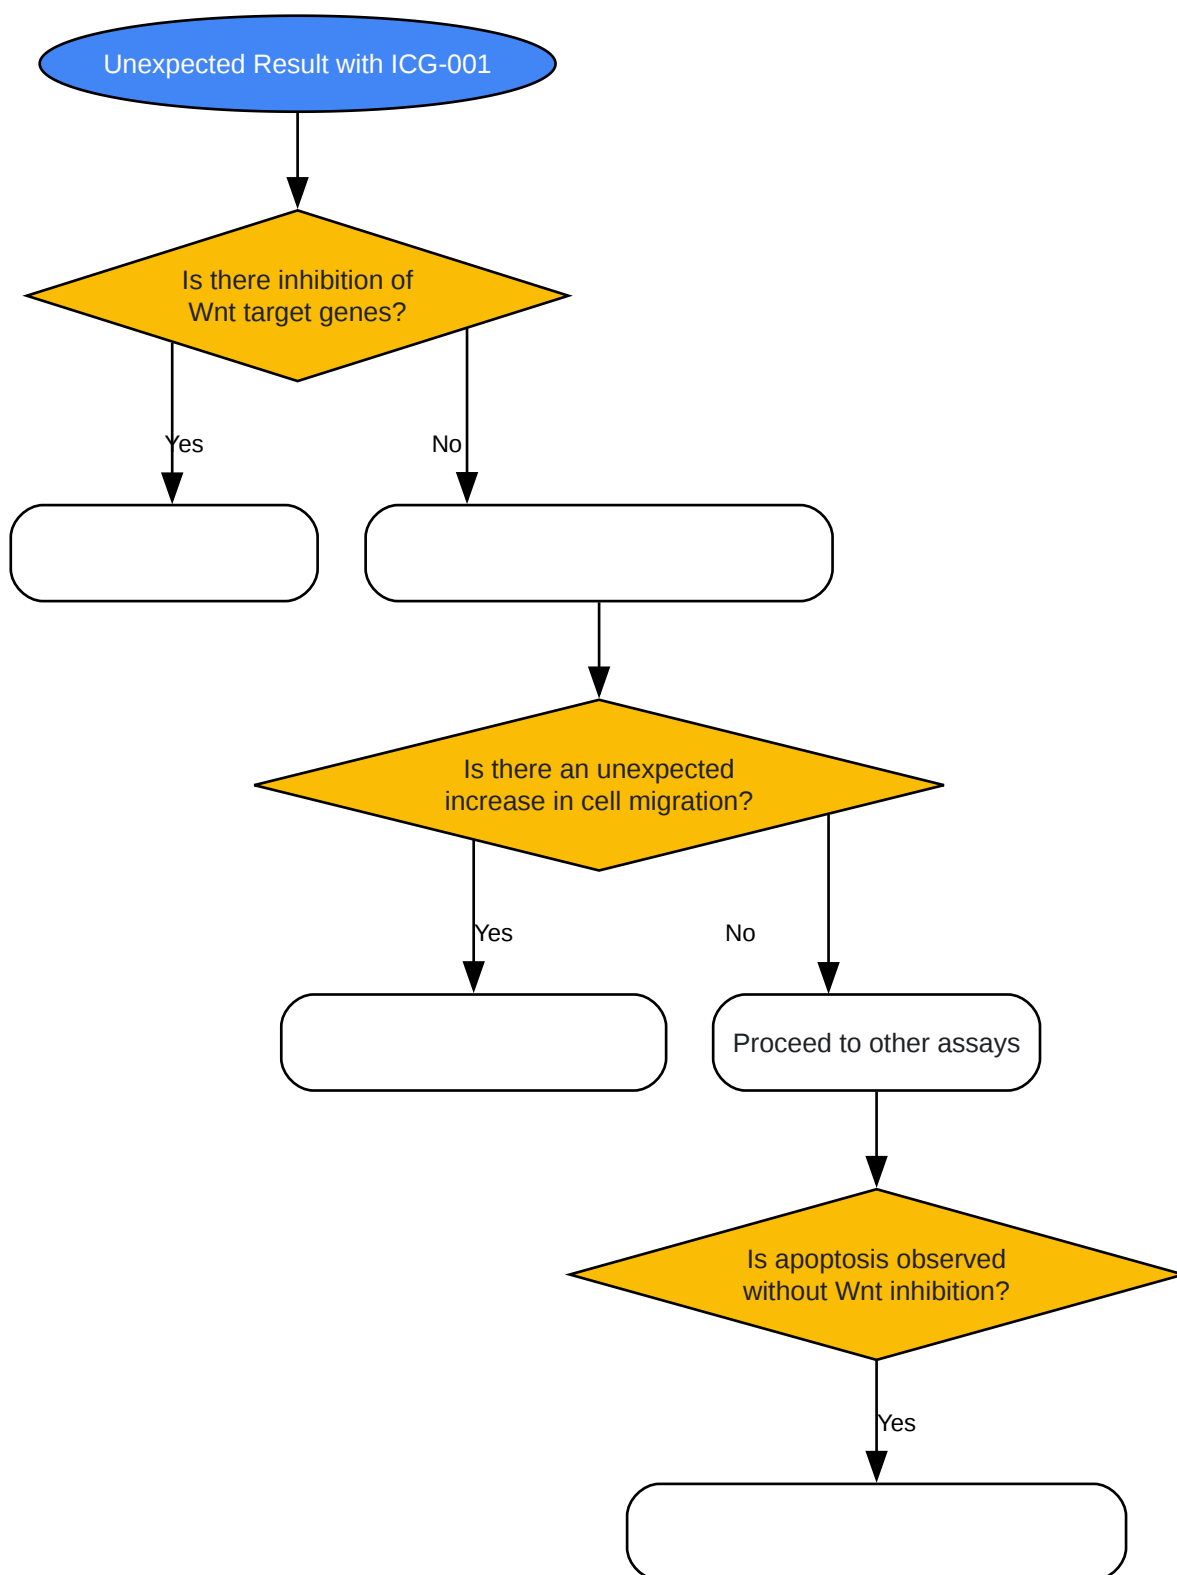 Unexpected Result with ICG-001
Is there inhibition of
Wnt target genes?
Yes
No
Is there an unexpected
increase in cell migration?
Yes
No
Proceed to other assays
Is apoptosis observed
without Wnt inhibition?
Yes